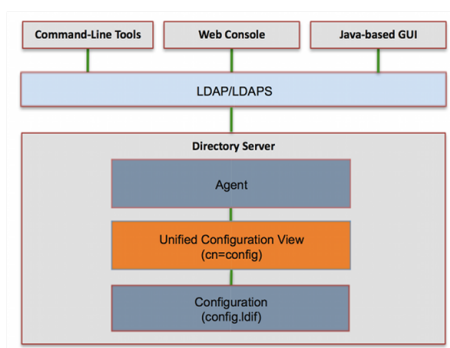 Command-Line Tools
Web Console
Java-based GUI
LDAP/LDAPS
Directory Server
Agent
Unified Configuration View
(cn=config)
Configuration
(config.ldif)